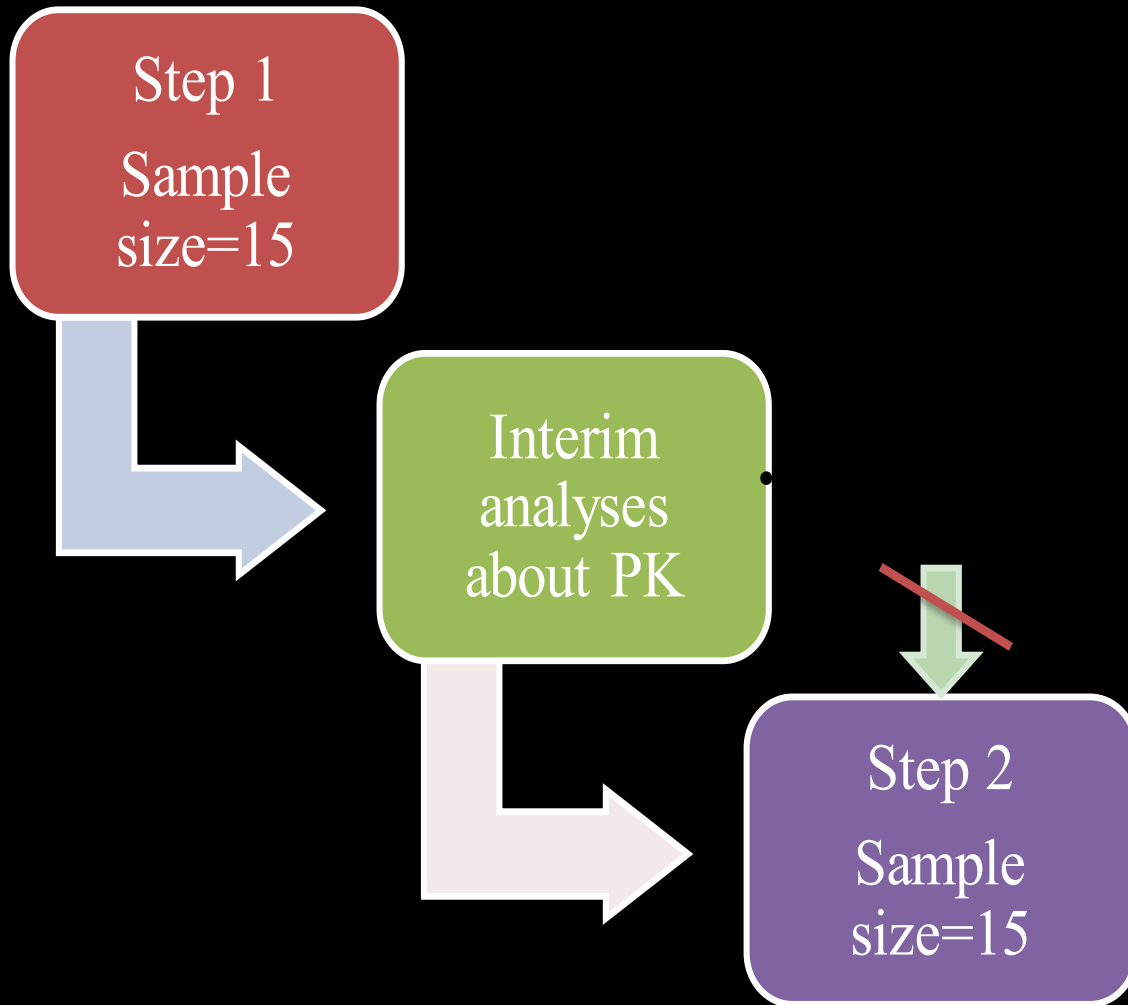 Step 1
Sample
size=15
Interim
analyses
about PK
Step 2
Sample
size=15